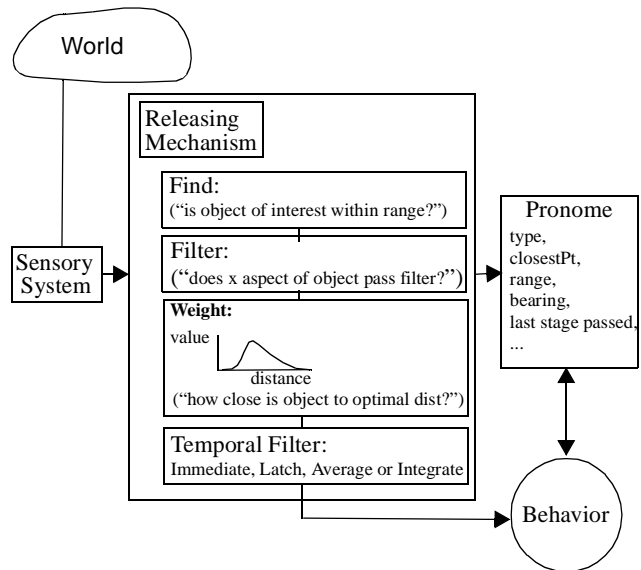 World
Releasing
Mechanism
Find:
(“is object of interest within range?”)
Filter:
(“does x aspect of object pass filter?”)
Weight:
value
distance
(“how close is object to optimal dist?”)
Temporal Filter:
Immediate, Latch, Average or Integrate
Sensory
System
Pronome
type,
closestPt,
range,
bearing,
last stage passed,
...
Behavior